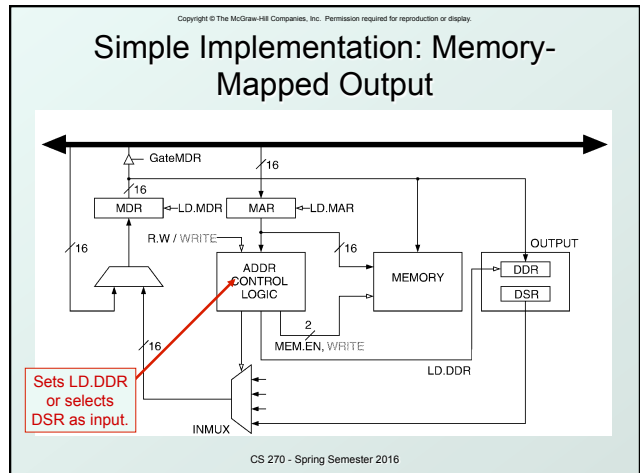 Copyright © The McGraw-Hill Companies, Inc. Permission required for reproduction or display.
Simple Implementation: Memory-
Mapped Output
GateMDR
16
16
MDR
LD.MDR
MAR
LD.MAR
R.W / WRITE
16
16
OUTPUT
ADDR
CONTROL
LOGIC
MEMORY
DDR
DSR
2
MEM.EN, WRITE
16
LD.DDR
Sets LD.DDR
or selects
DSR as input.
INMUX
CS 270 - Spring Semester 2016